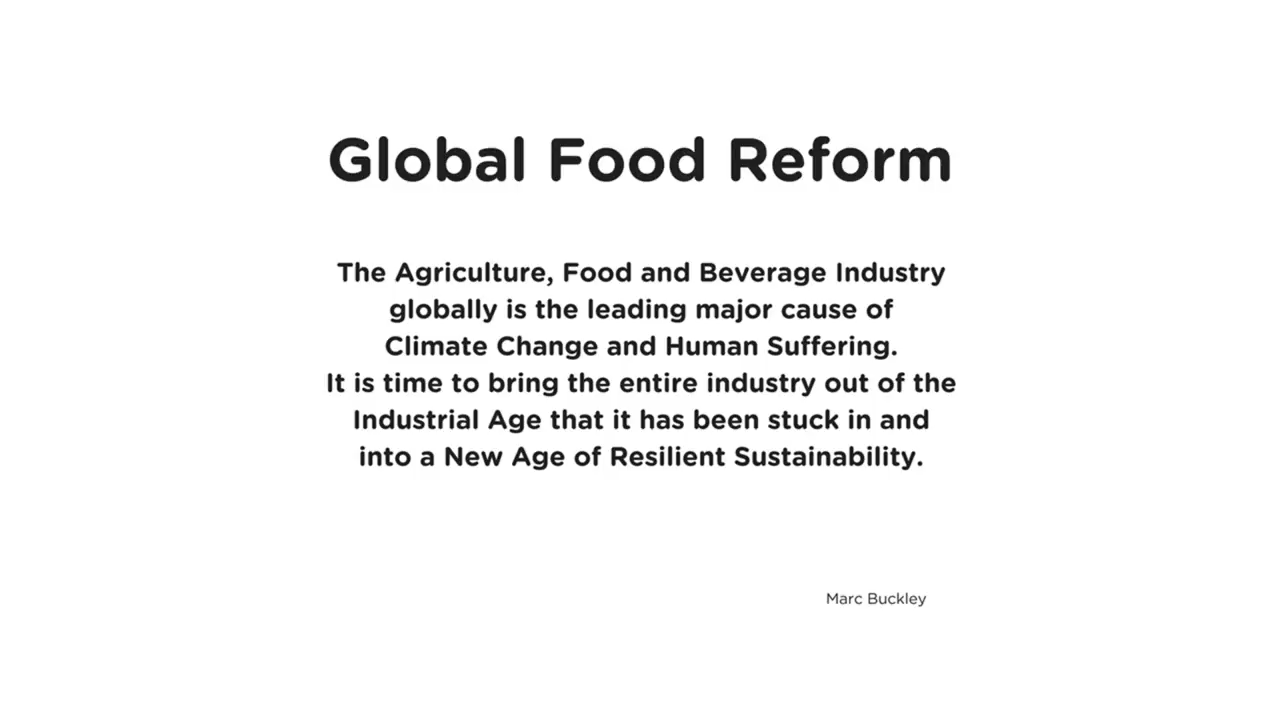 Global Food Reform
The Agriculture, Food and Beverage Industry
globally is the leading major cause of
Climate Change and Human Suffering.
It is time to bring the entire industry out of the
Industrial Age that it has been stuck in and
into a New Age of Resilient Sustainability.
Marc Buckley